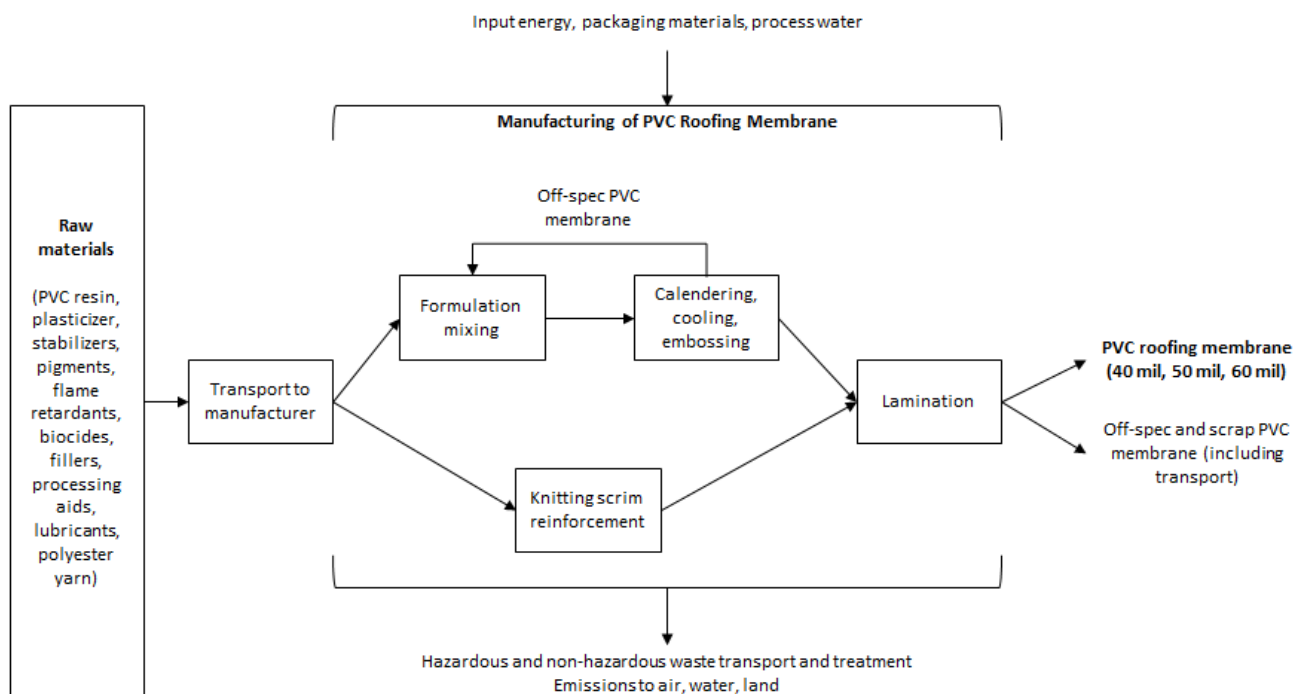 Input energy, packaging materials, process water
Manufacturing of PVC Roofing Membrane
Off-spec PVC
membrane
Raw
materials
(PVC resin,
plasticizer,
stabilizers,
pigments,
flame
retardants,
biocides,
fillers,
processing
aids,
lubricants,
polyester
yarn)
Transport to
manufacturer
Formulation
mixing
Calendering,
cooling,
embossing
Knitting scrim
reinforcement
Lamination
PVC roofing membrane
(40 mil, 50 mil, 60 mil)
Off-spec and scrap PVC
membrane (including
transport)
Hazardous and non-hazardous waste transport and treatment
Emissions to air, water, land